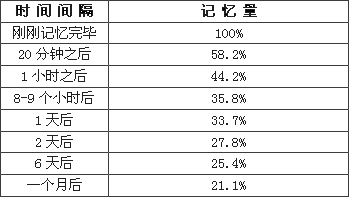 时间间隔 记忆量
刚刚记忆完毕 100%
20分钟之后 58.2%
1小时之后 44.2%
8-9个小时后 35.8%
1天后 33.7%
2天后 27.8%
6天后 25.4%
一个月后 21.1%